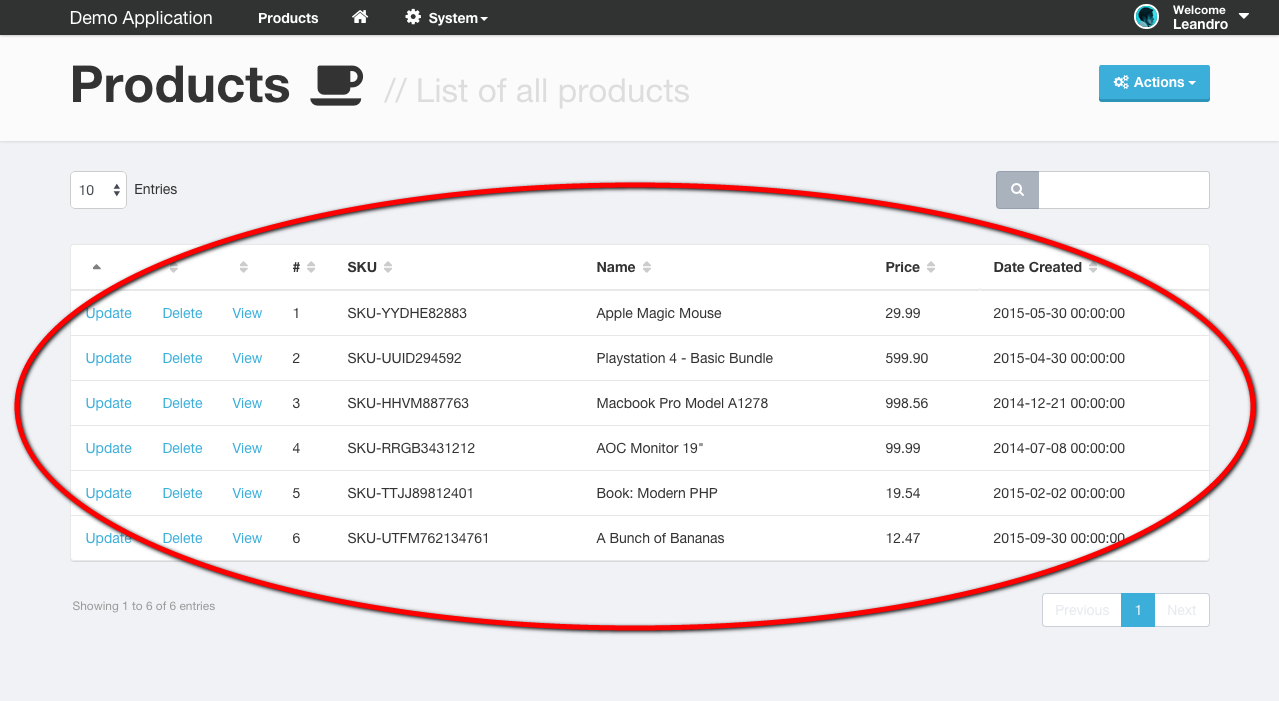 Demo Application Products System Welcome
Leandro
Products // List of all products Actions
10 Entries
# SKU Name Price Date Created
Update Delete View 1 SKU-YYDHE82883 Apple Magic Mouse 29.99 2015-05-30 00:00:00
Update Delete View 2 SKU-UUID294592 Playstation 4 - Basic Bundle 599.90 2015-04-30 00:00:00
Update Delete View 3 SKU-HHVM887763 Macbook Pro Model A1278 998.56 2014-12-21 00:00:00
Update Delete View 4 SKU-RRGB3431212 AOC Monitor 19" 99.99 2014-07-08 00:00:00
Update Delete View 5 SKU-TTJJ89812401 Book: Modern PHP 19.54 2015-02-02 00:00:00
Update Delete View 6 SKU-UTFM762134761 A Bunch of Bananas 12.47 2015-09-30 00:00:00
Showing 1 to 6 of 6 entries Previous 1 Next